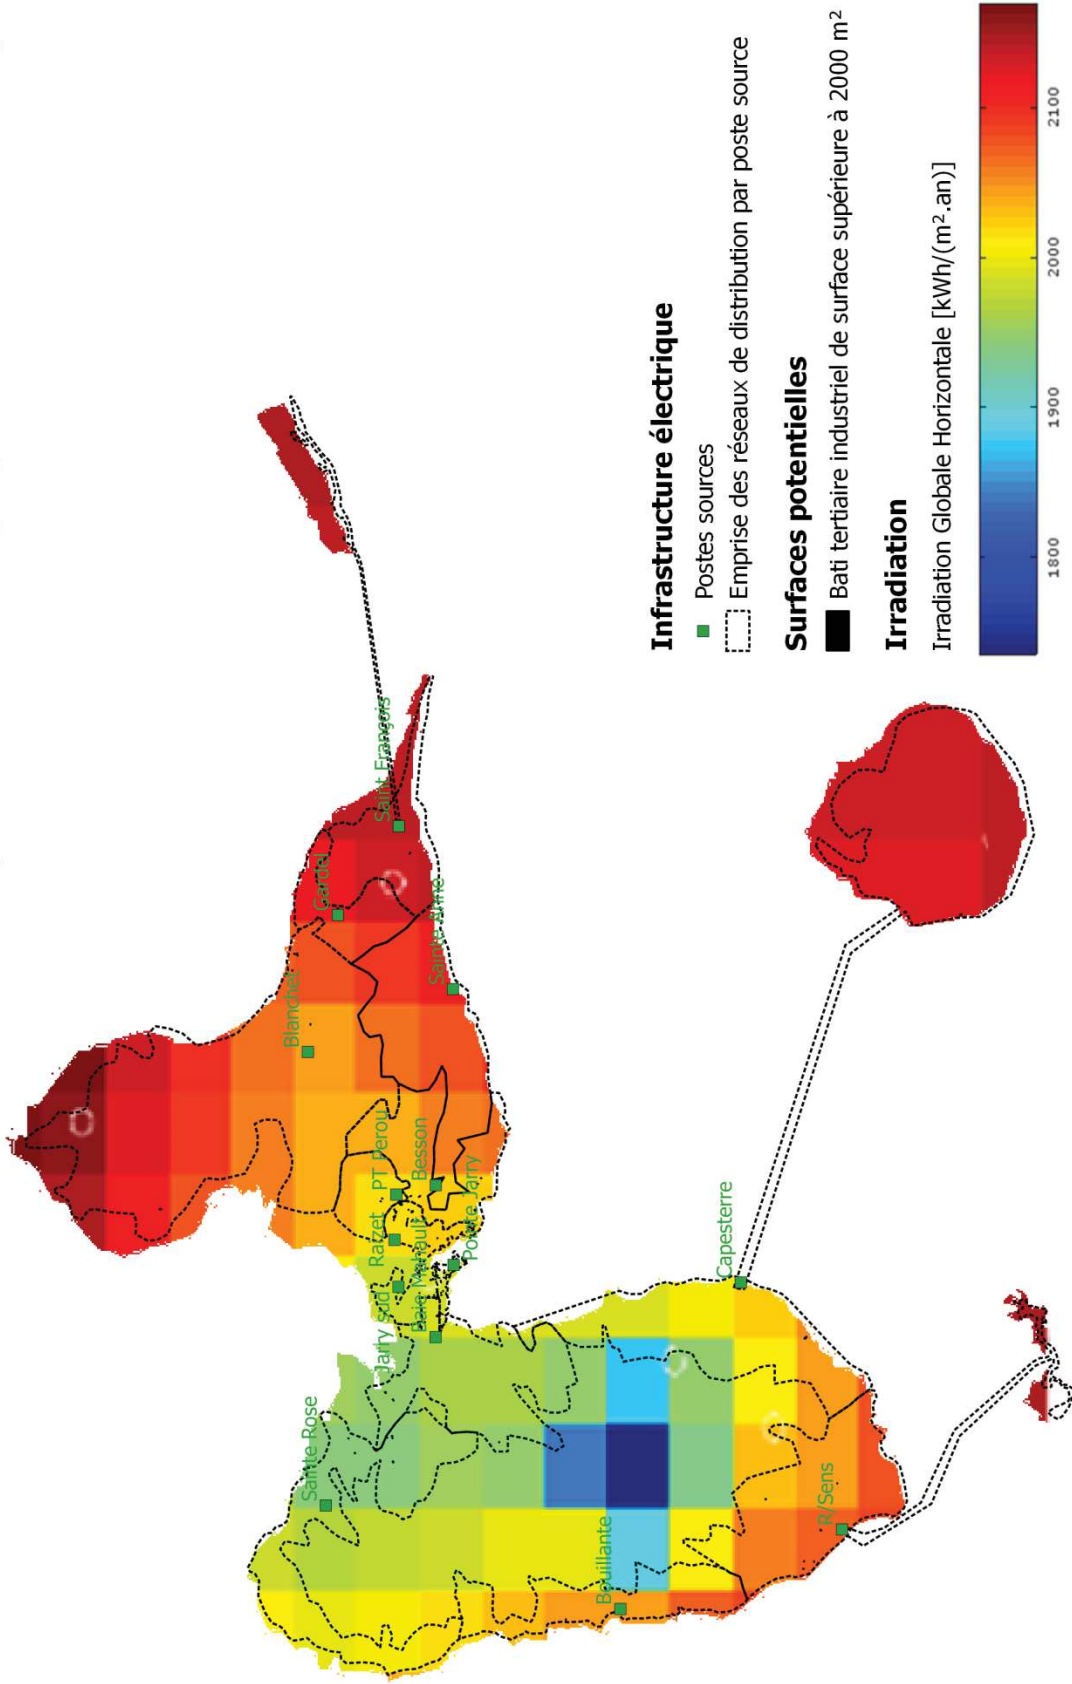 Saint François
Gardel
Sainte-Anne
Blanchet
PT Perou
Besson
Raizet
Pointe Jarry
Baie Mahault
Jarry sud
Sainte Rose
Capesterre
Bouillante
R/Sens
Infrastructure électrique
Postes sources
Emprise des réseaux de distribution par poste source
Surfaces potentielles
Bati tertiaire industriel de surface supérieure à 2000 m²
Irradiation
Irradiation Globale Horizontale [kWh/(m².an)]
1800 1900 2000 2100